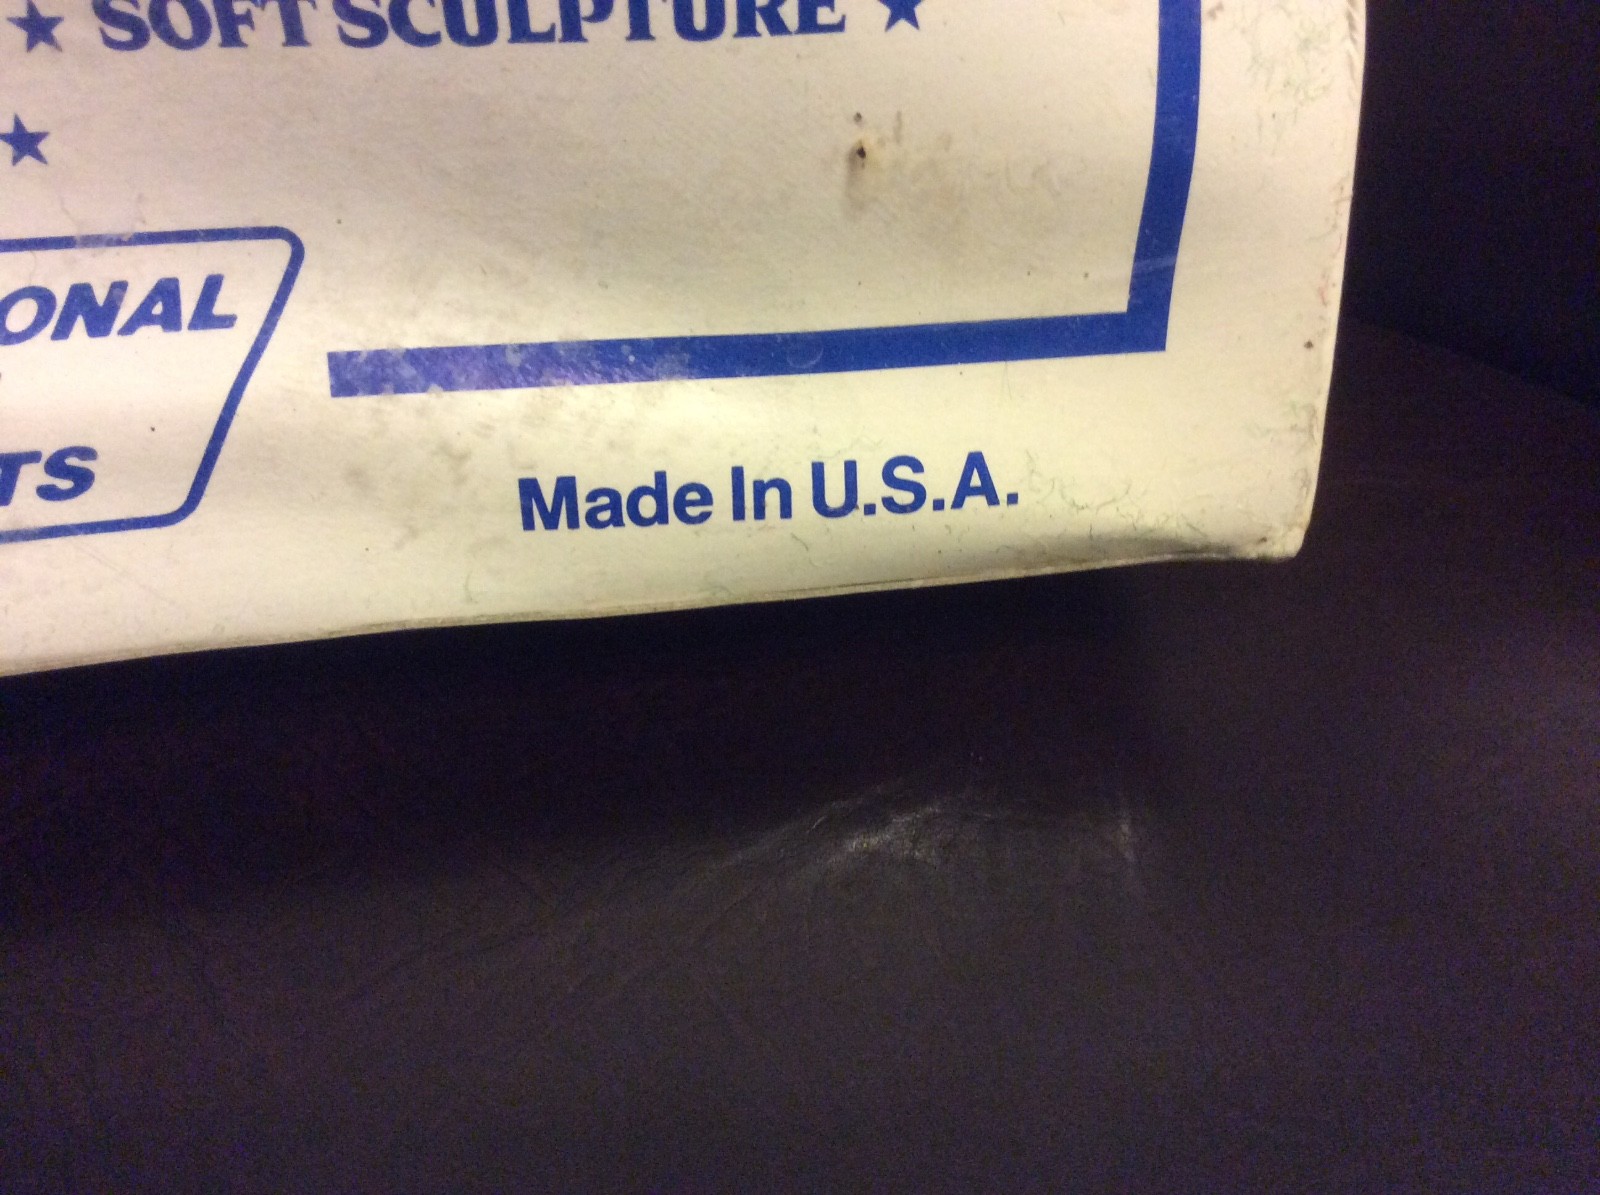 ★ SOFT SCULPTURE ★
★
ONAL
TS
Made In U.S.A.